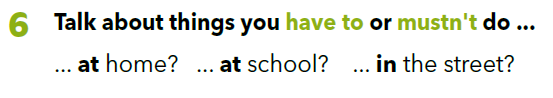 6 Talk about things you have to or mustn't do ...
... at home? ... at school? ... in the street?